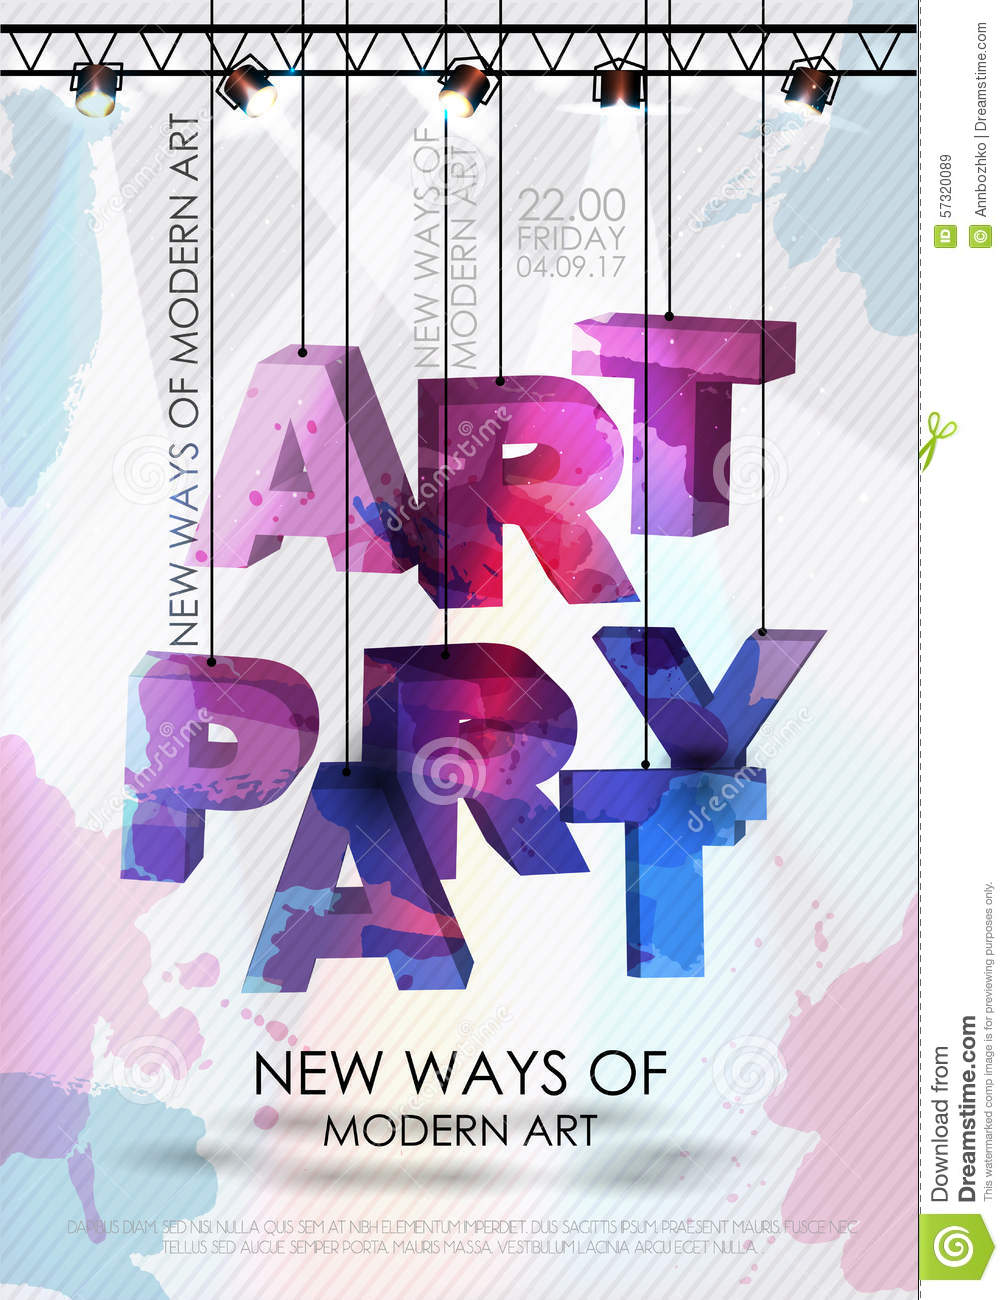 NEW WAYS OF MODERN ART
NEW WAYS OF
MODERN ART
22.00
FRIDAY
04.09.17
ART
PARTY
NEW WAYS OF
MODERN ART
DAPIBUS DIAM, SED NISI NULLA QUIS SEM AT NIBH ELEMENTUM IMPERDIET. DUIS SAGITTIS IPSUM. PRAESENT MAURIS. FUSCE NEC
TELLUS SED AUGUE SEMPER PORTA. MAURIS MASSA. VESTIBULUM LACINIA ARCU EGET NULLA. .
dreamstime
ID 57320089
© Annbozhko | Dreamstime.com
Download from
Dreamstime.com
This watermarked comp image is for previewing purposes only.